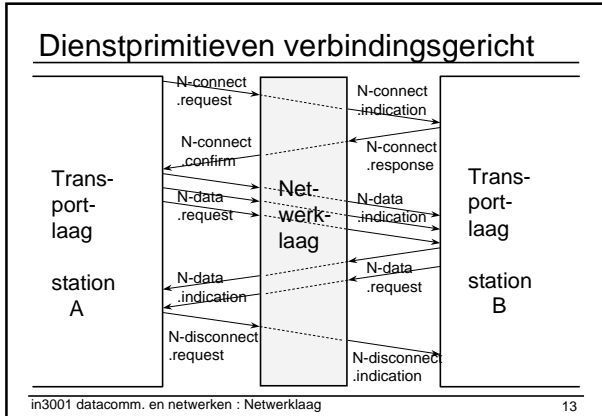 Dienstprimitieven verbindingsgericht
N-connect
.request
N-connect
.indication
N-connect
.confirm
N-connect
.response
Trans-
port-
laag
station
A
Net-
werk-
laag
Trans-
port-
laag
station
B
N-data
.request
N-data
.indication
N-data
.indication
N-data
.request
N-disconnect
.request
N-disconnect
.indication
in3001 datacomm. en netwerken : Netwerklaag
13